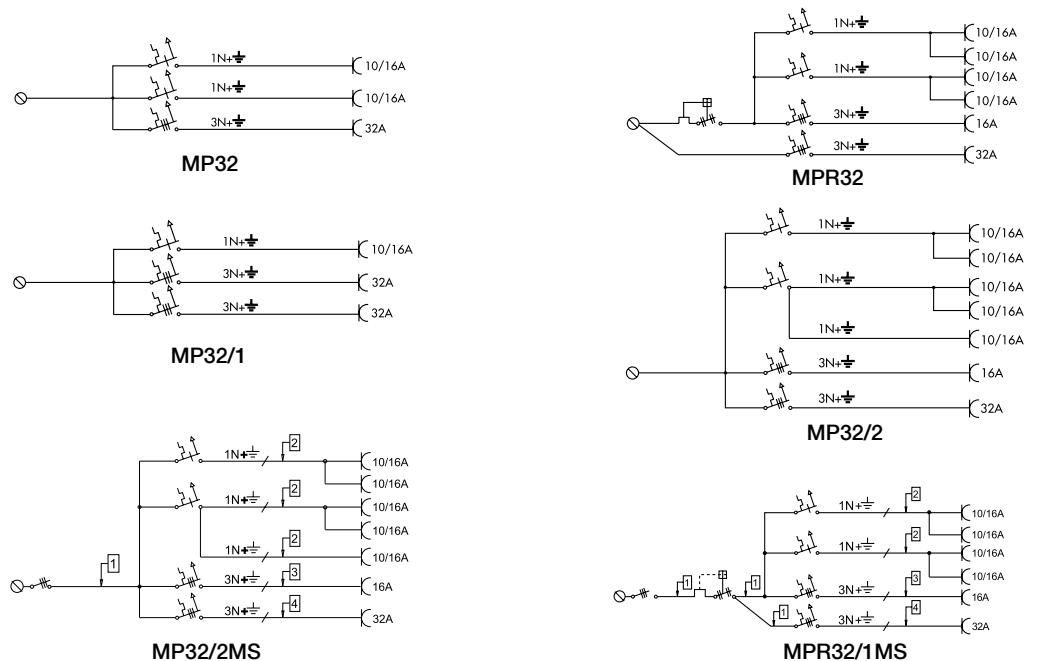 1N+ 10/16A
1N+ 10/16A
3N+ 32A
MP32
1N+ 10/16A
10/16A
1N+ 10/16A
10/16A
3N+ 16A
3N+ 32A
MPR32
1N+ 10/16A
3N+ 32A
3N+ 32A
MP32/1
1N+ 10/16A
10/16A
1N+ 10/16A
10/16A
1N+ 10/16A
3N+ 16A
3N+ 32A
MP32/2
1N+ 2 10/16A
10/16A
1N+ 2 10/16A
10/16A
1N+ 2 10/16A
1 3N+ 3 16A
3N+ 4 32A
MP32/2MS
1N+ 2 10/16A
10/16A
1N+ 2 10/16A
10/16A
1 1 3N+ 3 16A
1 3N+ 4 32A
MPR32/1MS